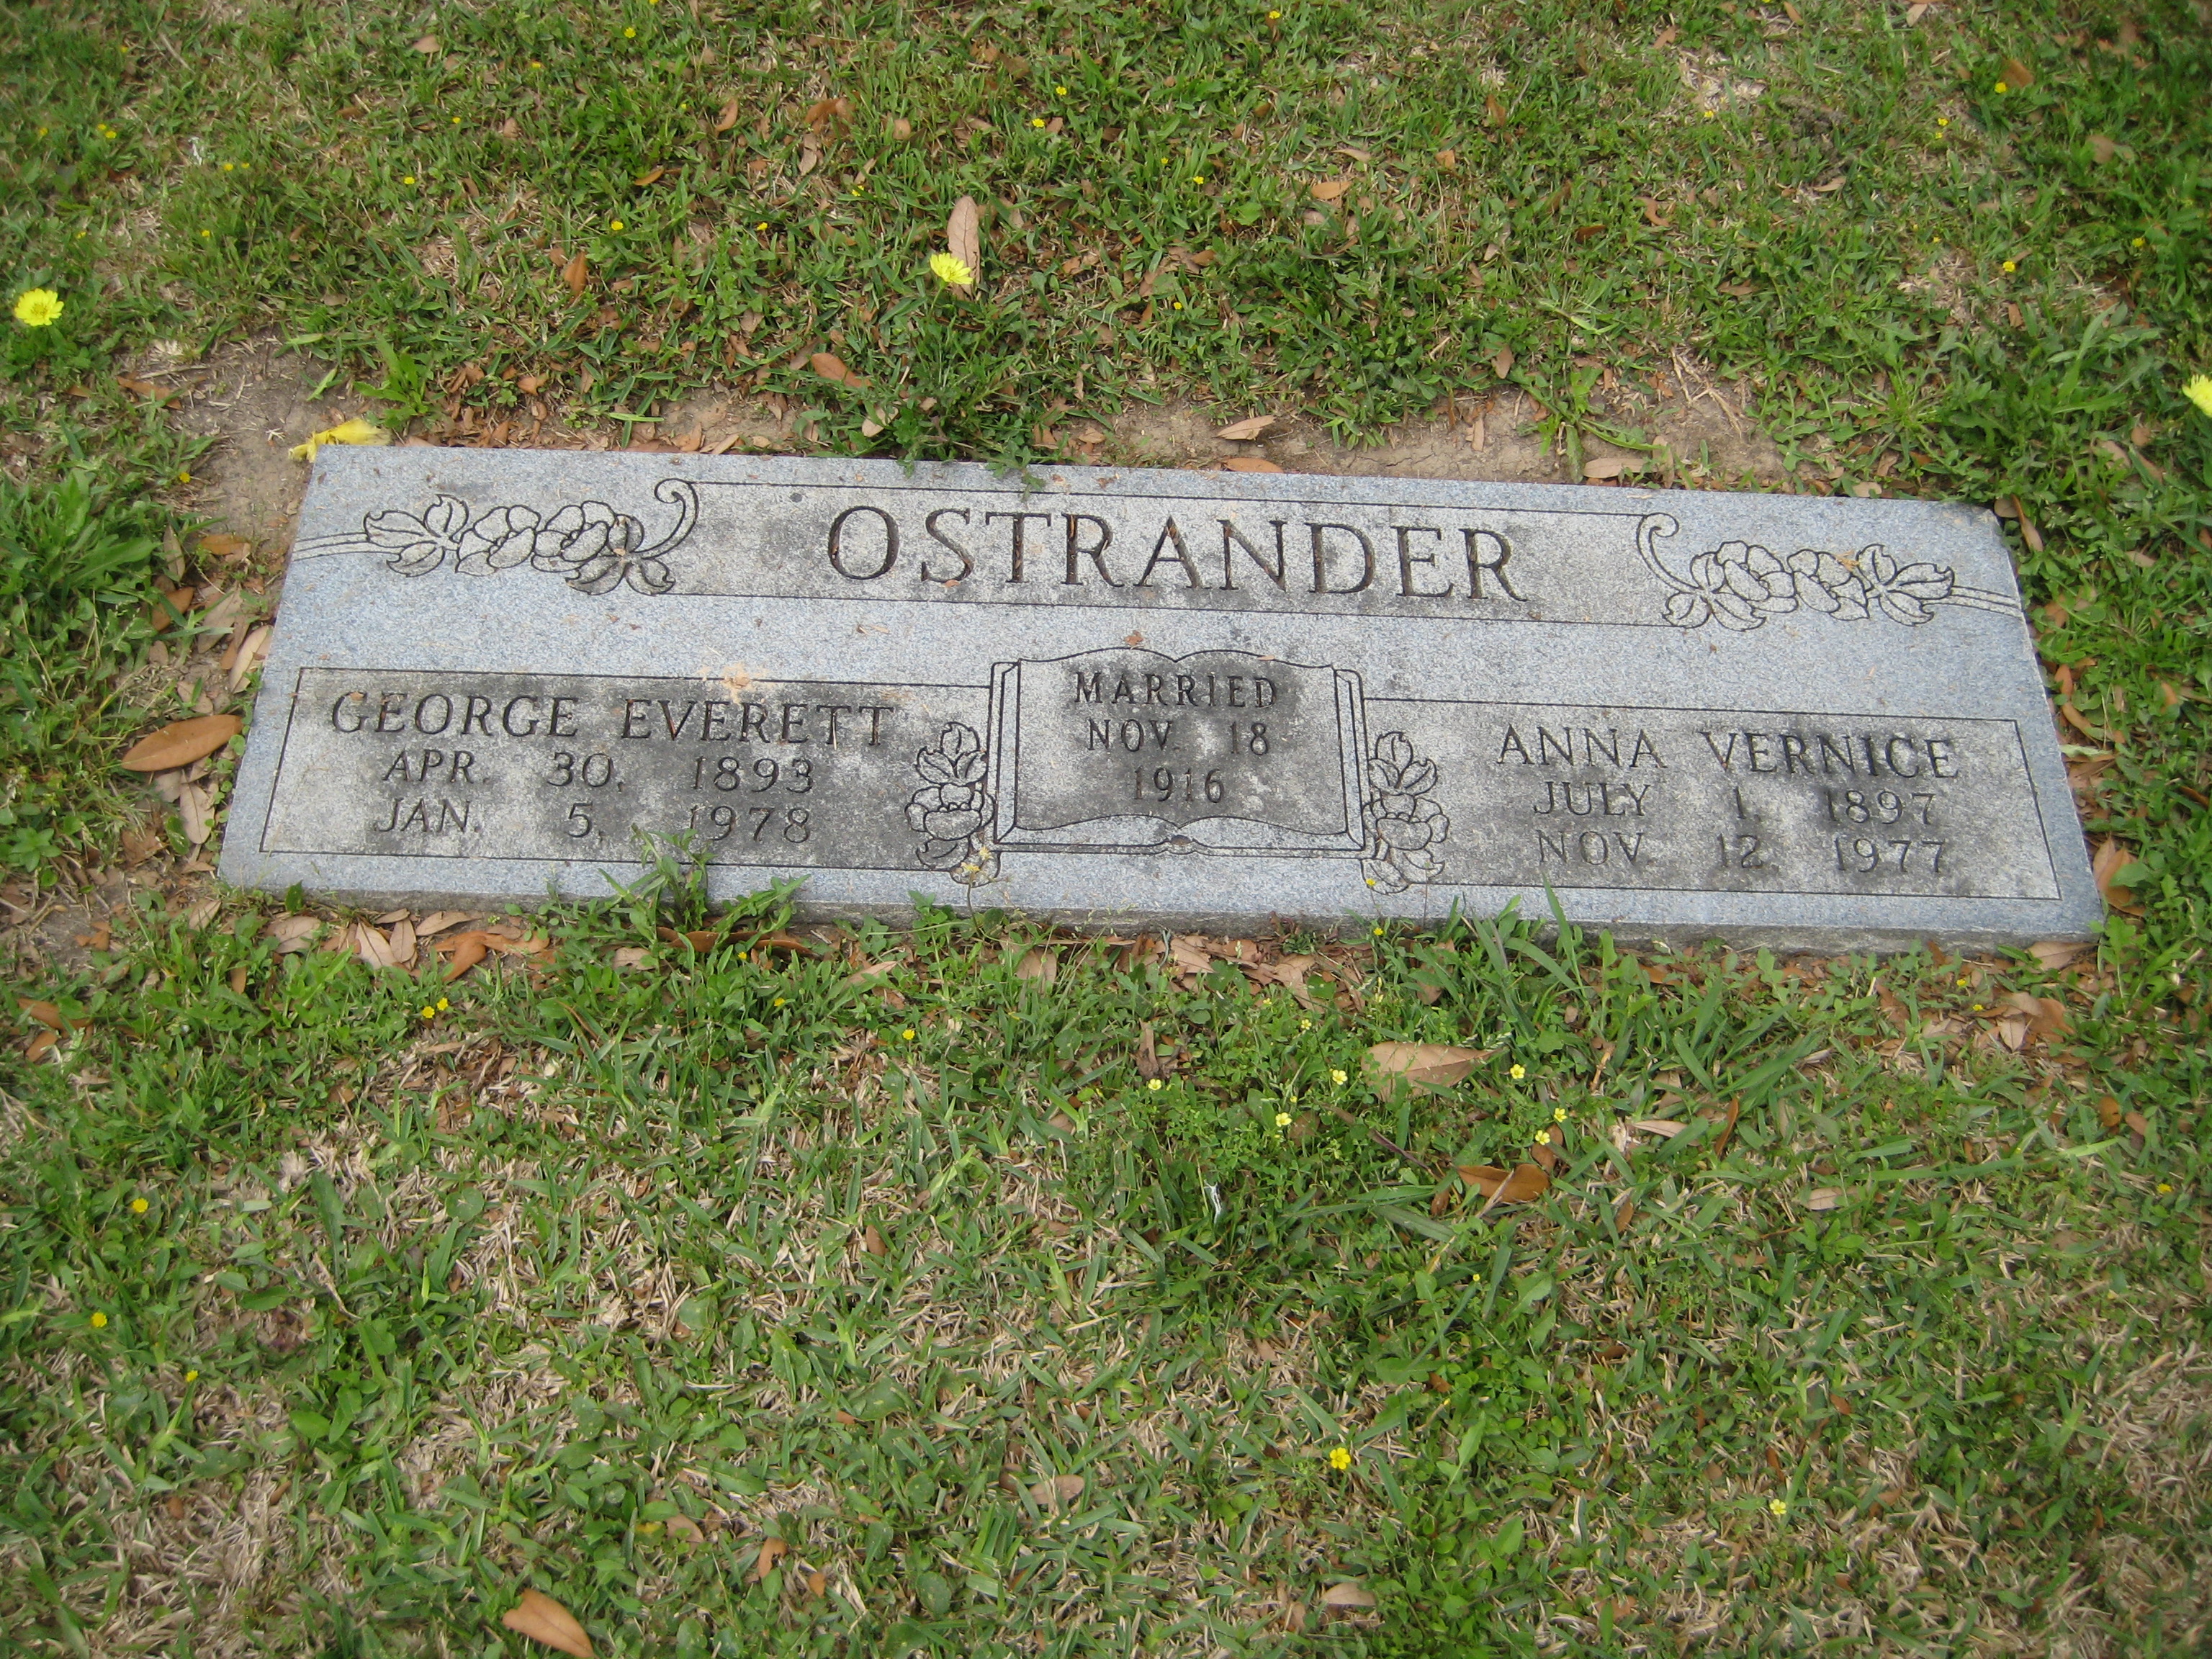 OSTRANDER
GEORGE EVERETT
APR. 30, 1893
JAN. 5, 1978
MARRIED
NOV. 18
1916
ANNA VERNICE
JULY 1, 1897
NOV. 12, 1977